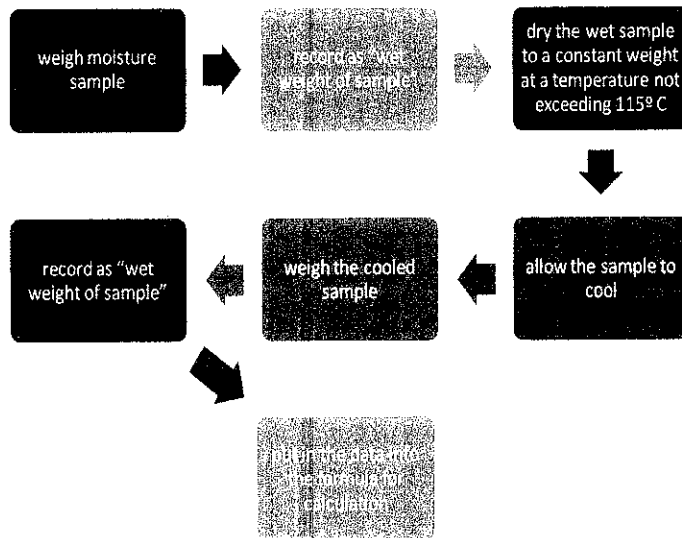 weigh moisture
sample
record as "wet
weight of sample"
dry the wet sample
to a constant weight
at a temperature not
exceeding 115º C
allow the sample to
cool
weigh the cooled
sample
record as "wet
weight of sample"
put in the data into
the formula for
calculation